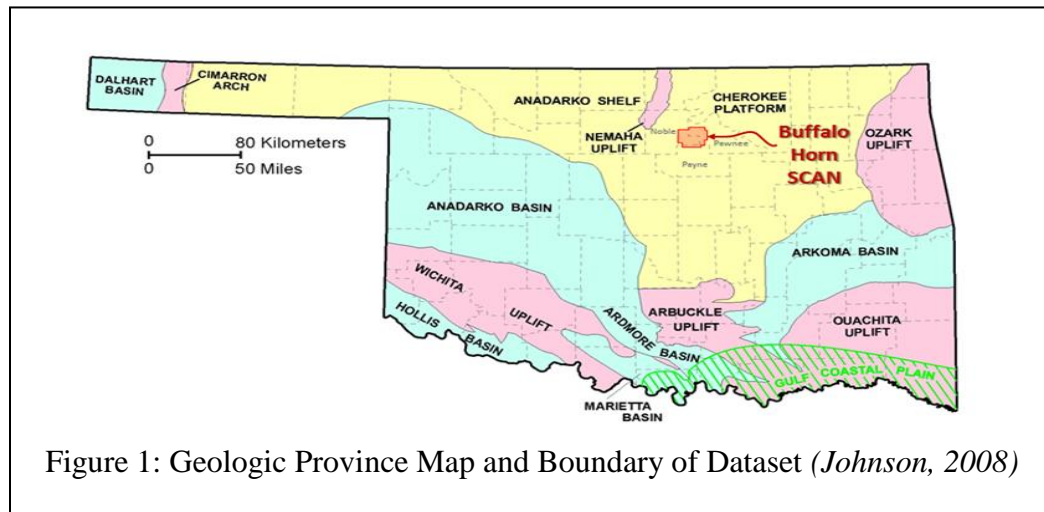 DALHART
BASIN
CIMARRON
ARCH
ANADARKO SHELF
CHEROKEE
PLATFORM
NEMAHA
UPLIFT
Noble
Pawnee
Payne
Buffalo
Horn
SCAN
OZARK
UPLIFT
0 80 Kilometers
0 50 Miles
ANADARKO BASIN
ARKOMA BASIN
WICHITA
UPLIFT
HOLLIS
BASIN
ARDMORE
BASIN
ARBUCKLE
UPLIFT
OUACHITA
UPLIFT
GULF COASTAL PLAIN
MARIETTA
BASIN
Figure 1: Geologic Province Map and Boundary of Dataset (Johnson, 2008)